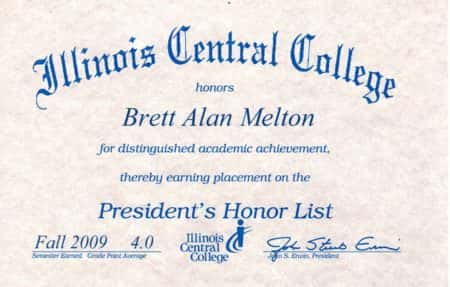 Illinois Central College
honors
Brett Alan Melton
for distinguished academic achievement,
thereby earning placement on the
President's Honor List
Fall 2009 4.0
Semester Earned Grade Point Average
Illinois
Central
College
John S. Erwin, President